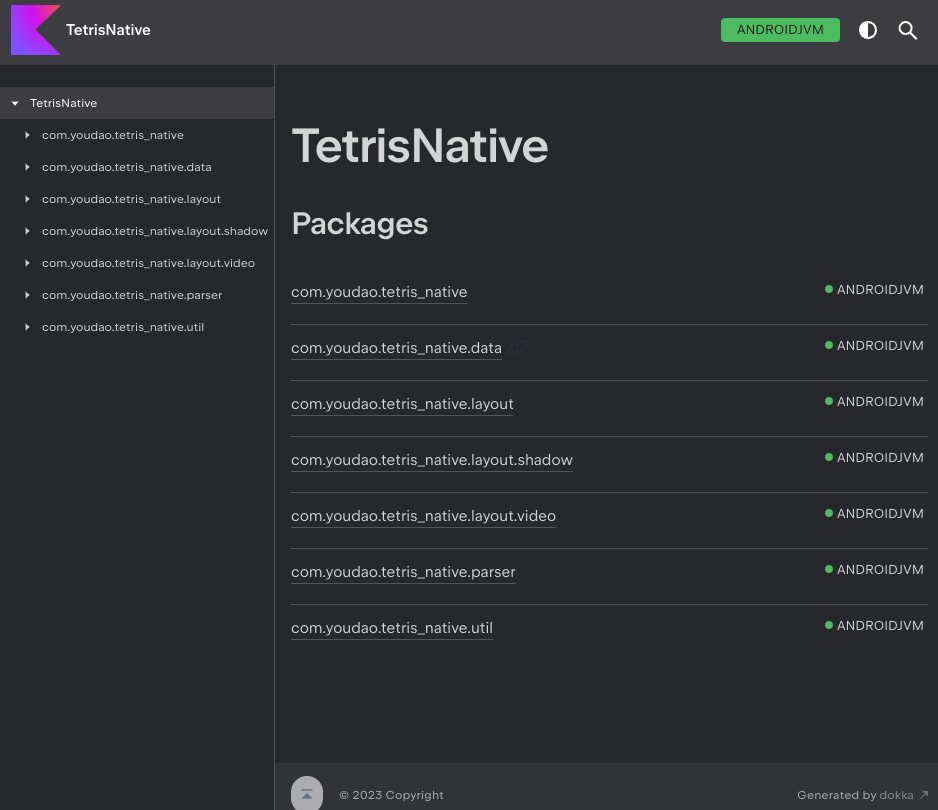 TetrisNative
ANDROIDJVM
TetrisNative
com.youdao.tetris_native
com.youdao.tetris_native.data
com.youdao.tetris_native.layout
com.youdao.tetris_native.layout.shadow
com.youdao.tetris_native.layout.video
com.youdao.tetris_native.parser
com.youdao.tetris_native.util
TetrisNative
Packages
com.youdao.tetris_native ANDROIDJVM
com.youdao.tetris_native.data ANDROIDJVM
com.youdao.tetris_native.layout ANDROIDJVM
com.youdao.tetris_native.layout.shadow ANDROIDJVM
com.youdao.tetris_native.layout.video ANDROIDJVM
com.youdao.tetris_native.parser ANDROIDJVM
com.youdao.tetris_native.util ANDROIDJVM
© 2023 Copyright
Generated by dokka